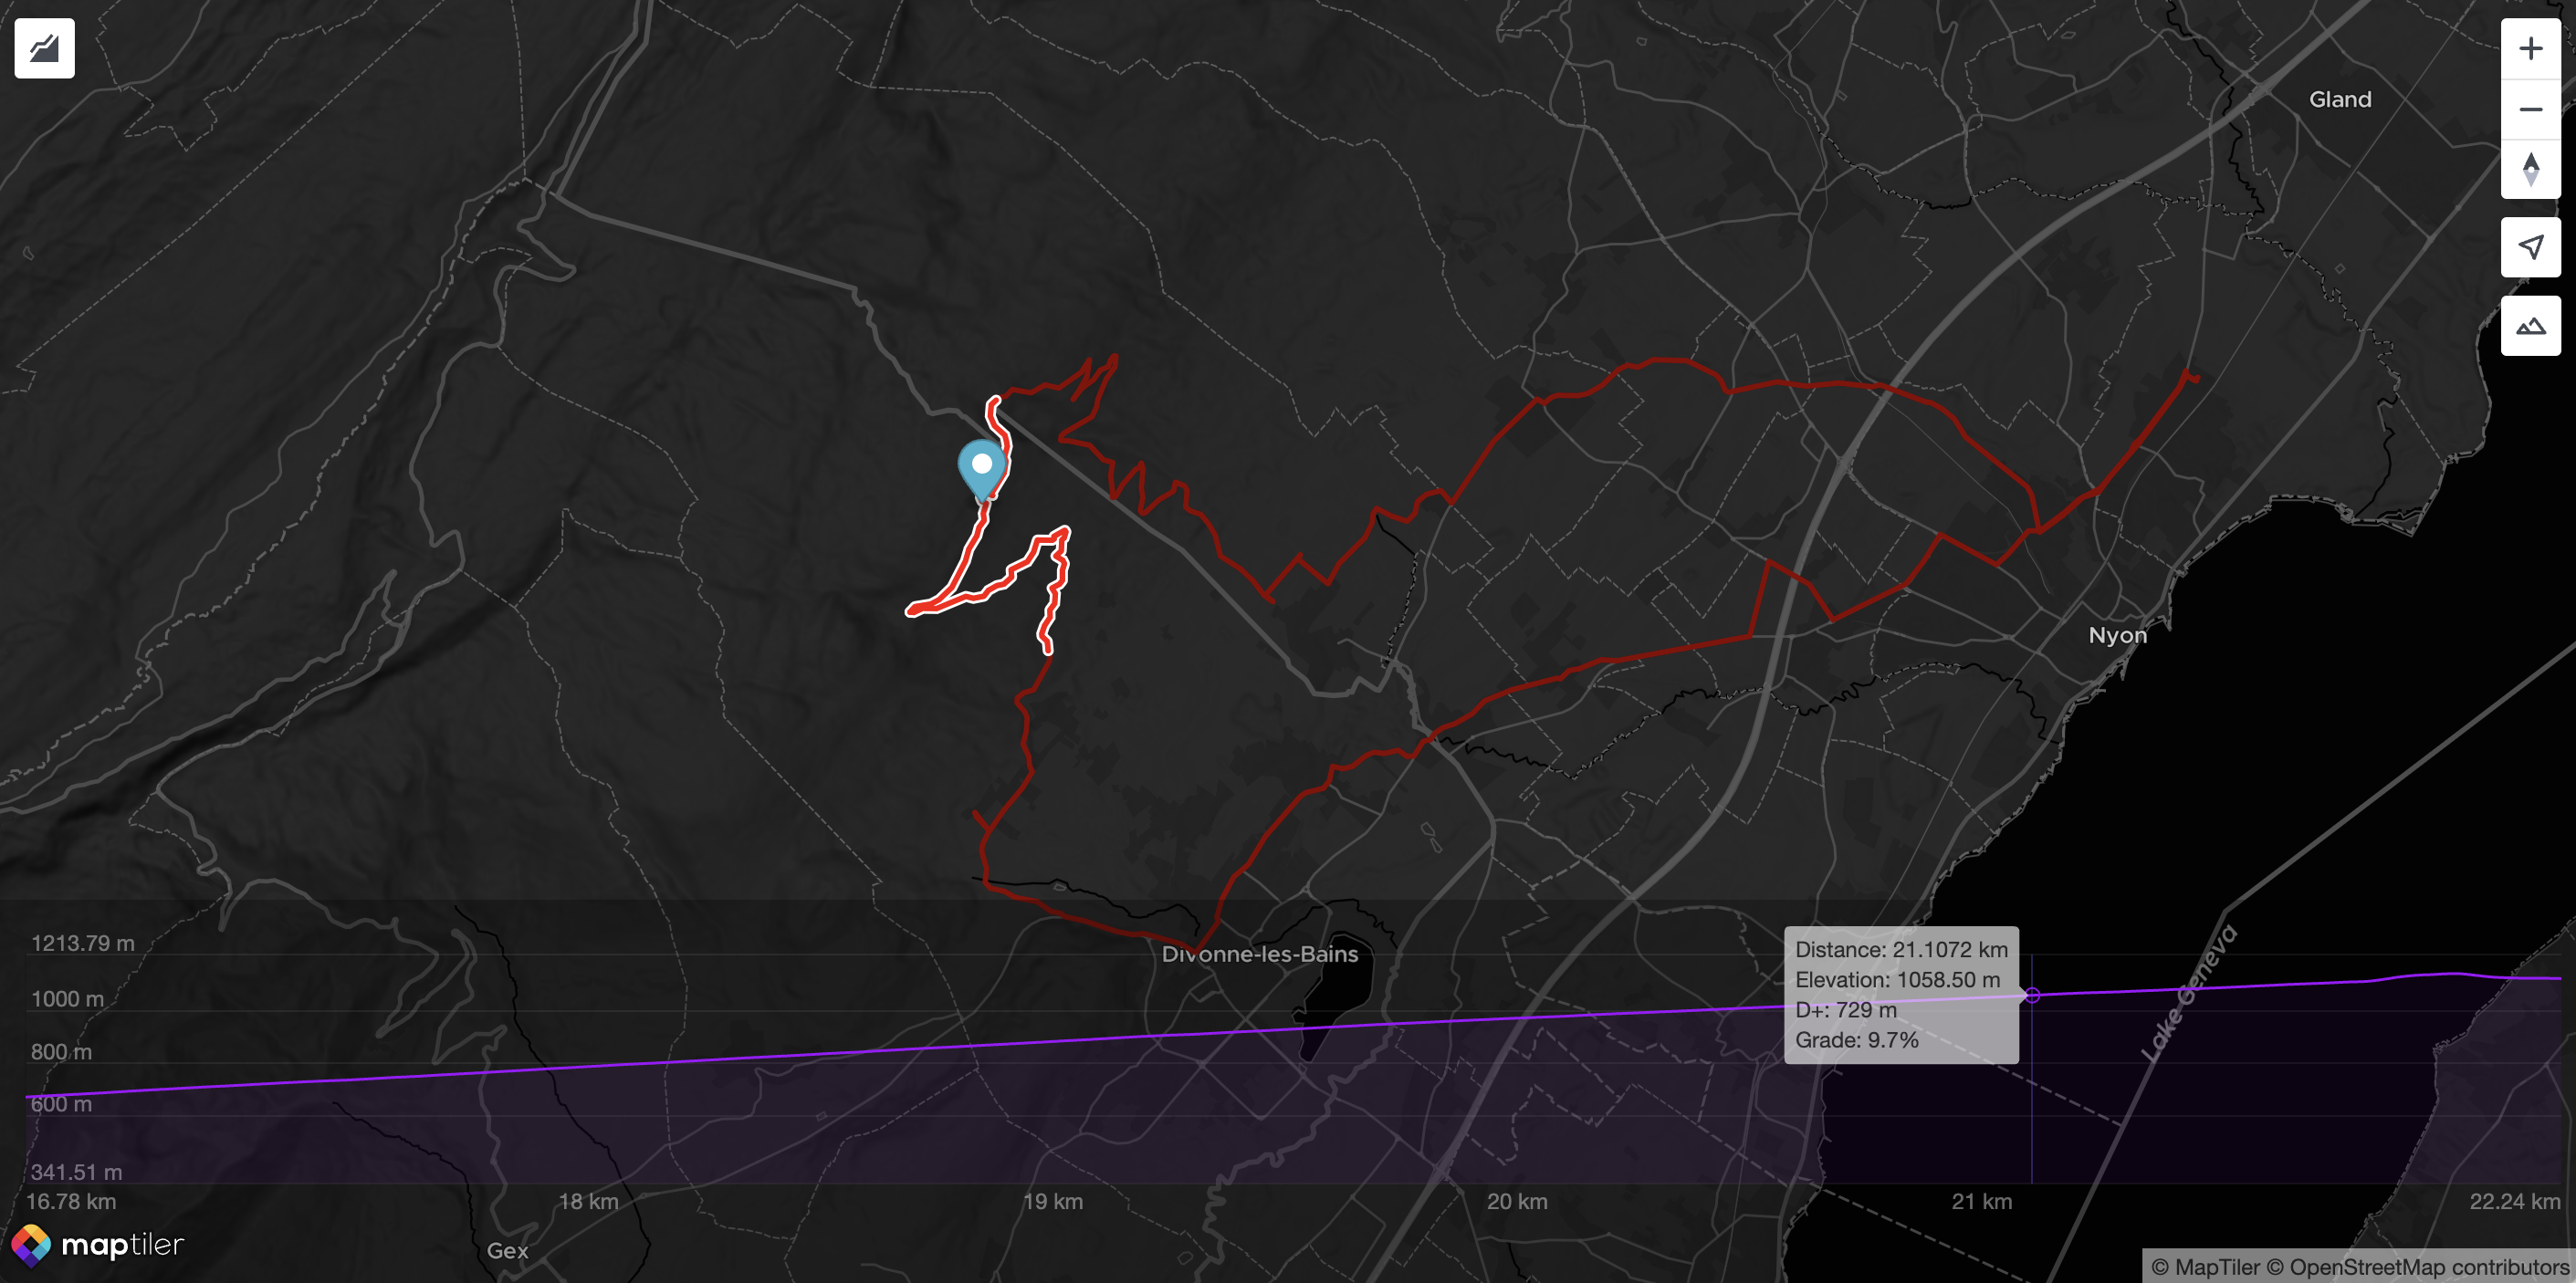 Gland
Nyon
Divonne-les-Bains
Lake Geneva
Gex
1213.79 m
1000 m
800 m
600 m
341.51 m
16.78 km
18 km
19 km
20 km
21 km
22.24 km
Distance: 21.1072 km
Elevation: 1058.50 m
D+: 729 m
Grade: 9.7%
maptiler
© MapTiler © OpenStreetMap contributors